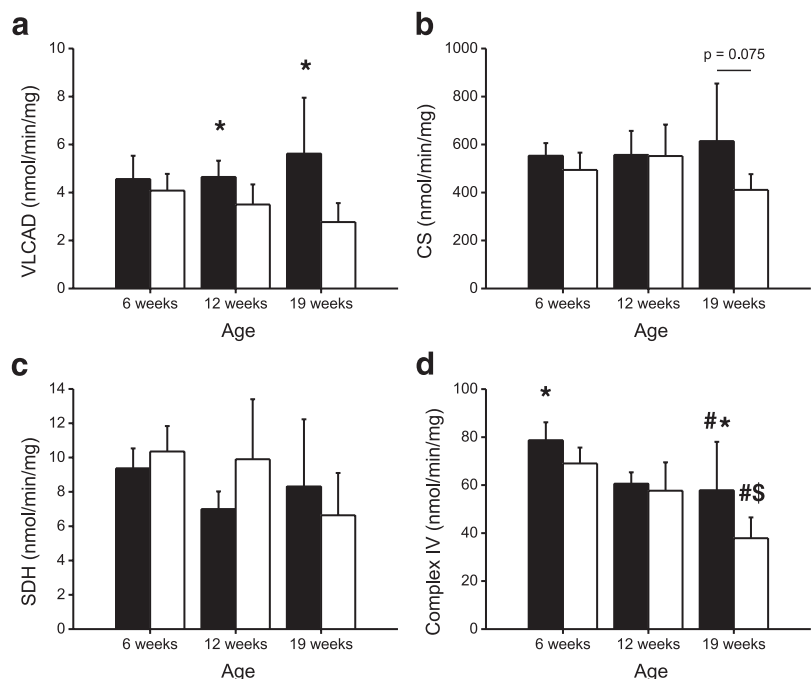 a
VLCAD (nmol/min/mg)
10
8
6
4
2
0
*
*
6 weeks 12 weeks 19 weeks
Age
b
CS (nmol/min/mg)
1000
800
600
400
200
0
p = 0.075
6 weeks 12 weeks 19 weeks
Age
c
SDH (nmol/min/mg)
14
12
10
8
6
4
2
0
6 weeks 12 weeks 19 weeks
Age
d
Complex IV (nmol/min/mg)
100
80
60
40
20
0
*
#*
#$
6 weeks 12 weeks 19 weeks
Age